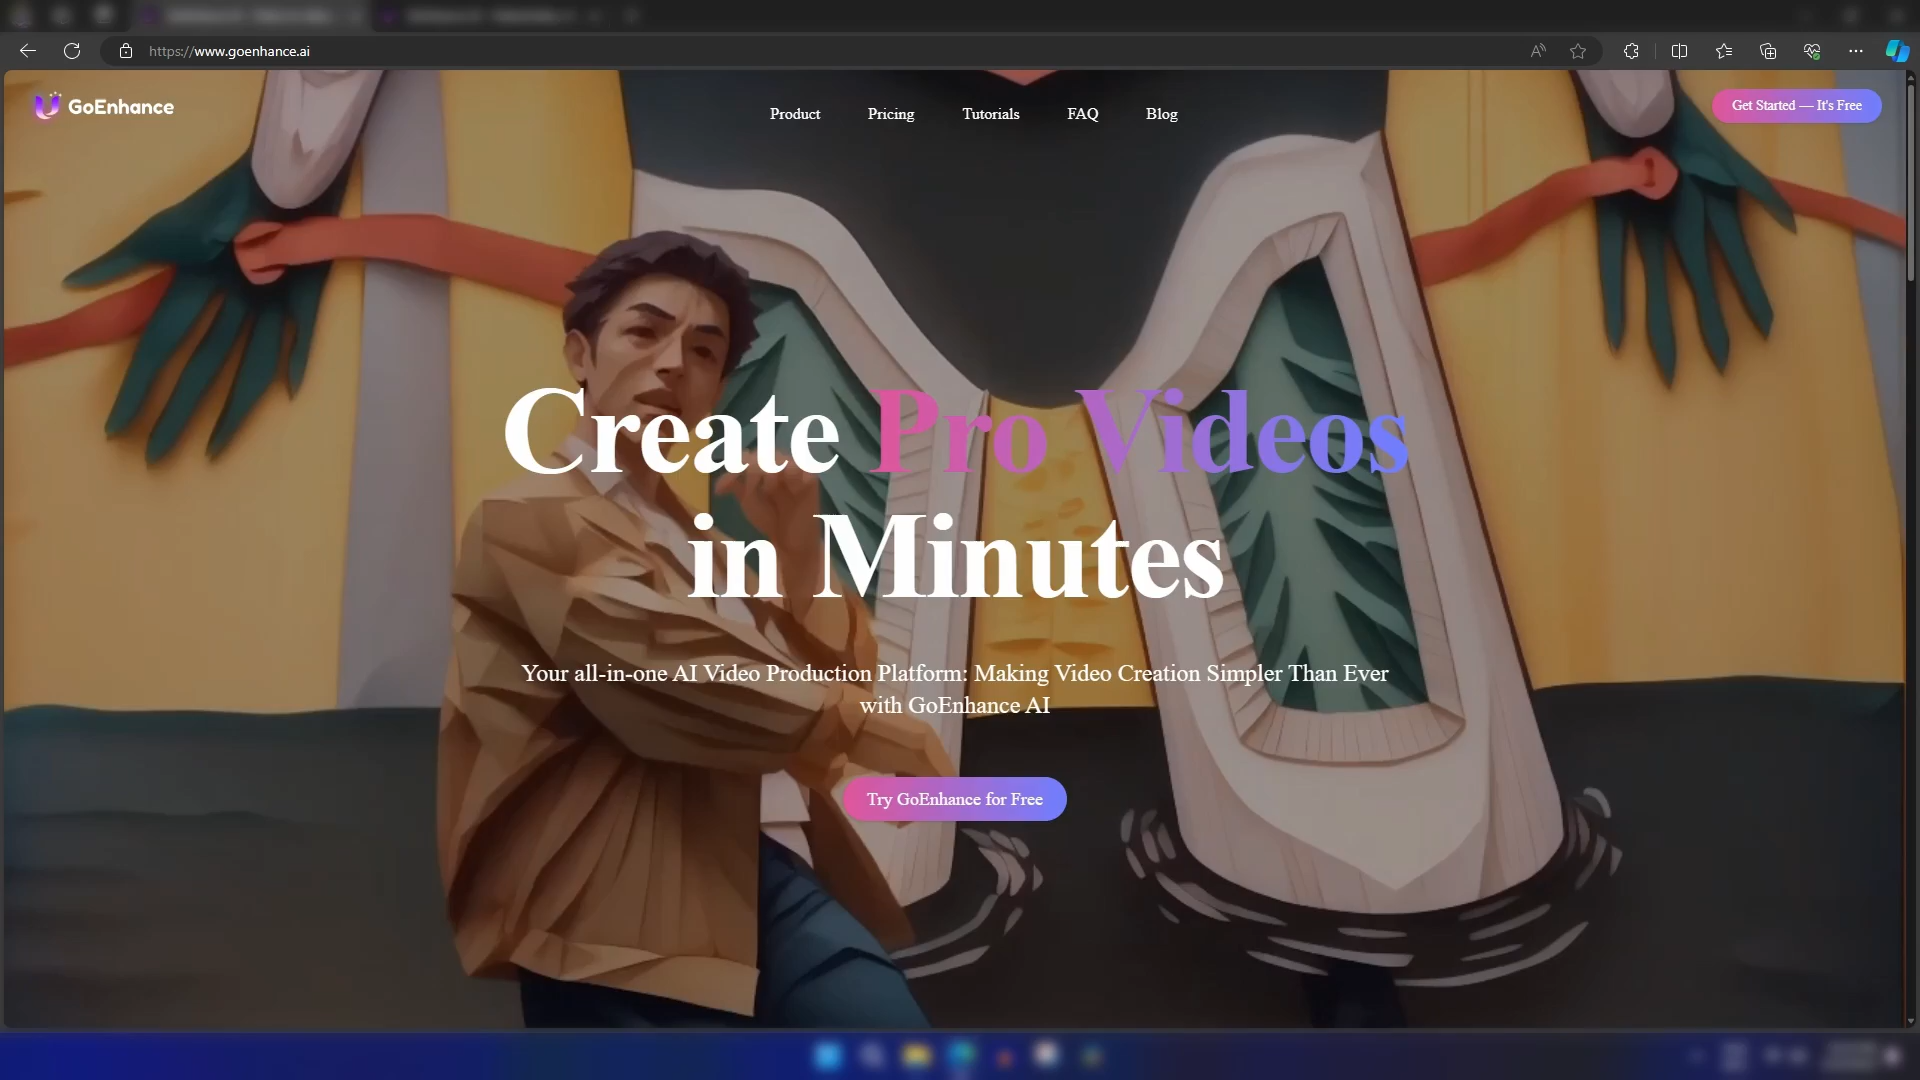 https://www.goenhance.ai
GoEnhance
Product
Pricing
Tutorials
FAQ
Blog
Get Started — It's Free
Create Pro Videos
in Minutes
Your all-in-one AI Video Production Platform: Making Video Creation Simpler Than Ever
with GoEnhance AI
Try GoEnhance for Free